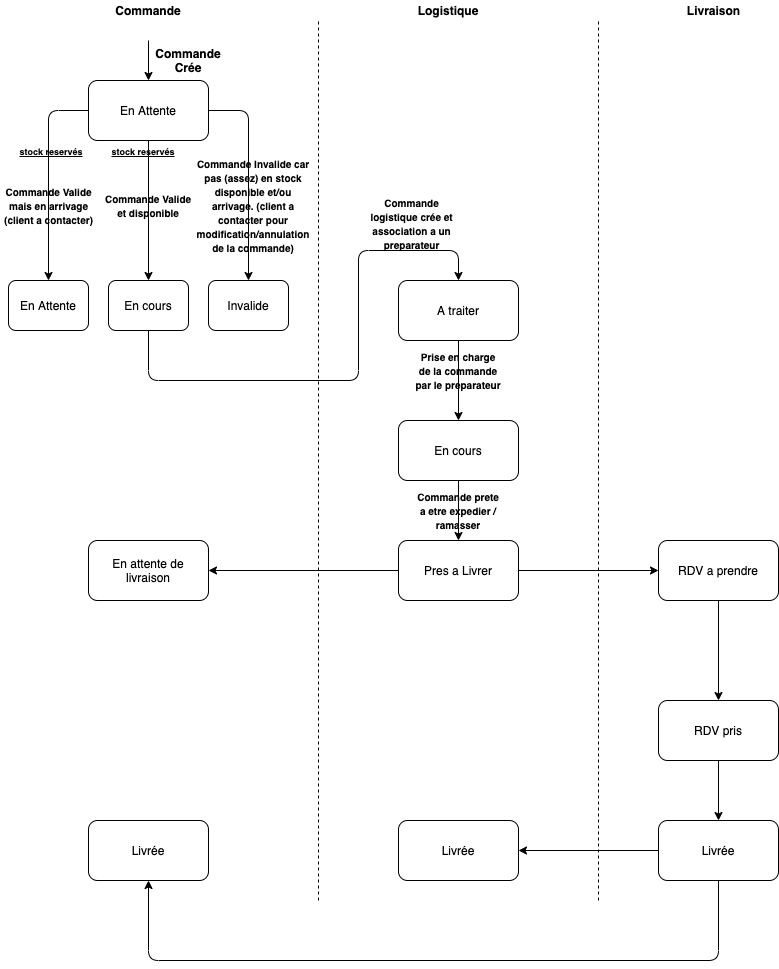 Commande
Logistique
Livraison
Commande
Crée
En Attente
stock reservés
stock reservés
Commande Valide
mais en arrivage
(client a contacter)
Commande Valide
et disponible
Commande Invalide car
pas (assez) en stock
disponible et/ou
arrivage. (client a
contacter pour
modification/annulation
de la commande)
Commande
logistique crée et
association a un
preparateur
En Attente
En cours
Invalide
A traiter
Prise en charge
de la commande
par le preparateur
En cours
Commande prete
a étre expedier /
ramasser
En attente de
livraison
Pres a Livrer
RDV a prendre
RDV pris
Livrée
Livrée
Livrée